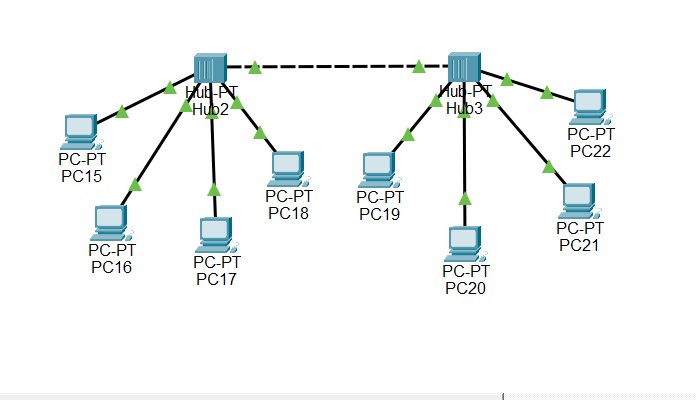 Hub-PT
Hub2
Hub-PT
Hub3
PC-PT
PC15
PC-PT
PC16
PC-PT
PC17
PC-PT
PC18
PC-PT
PC19
PC-PT
PC20
PC-PT
PC21
PC-PT
PC22